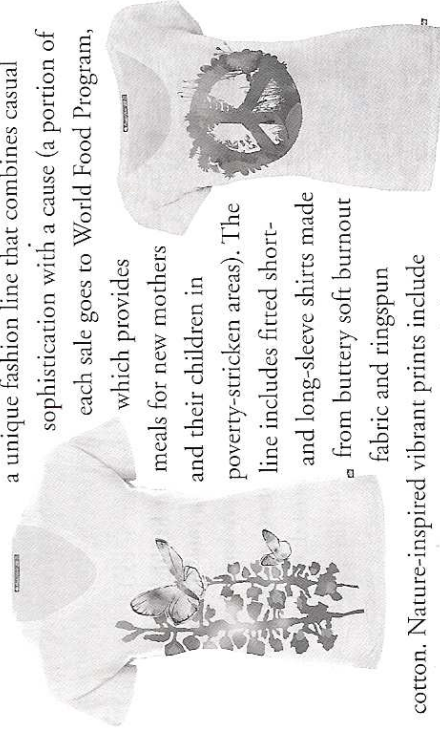 a unique fashion line that combines casual
sophistication with a cause (a portion of
each sale goes to World Food Program,
which provides
meals for new mothers
and their children in
poverty-stricken areas). The
line includes fitted short-
and long-sleeve shirts made
from buttery soft burnout
fabric and ringspun
cotton. Nature-inspired vibrant prints include